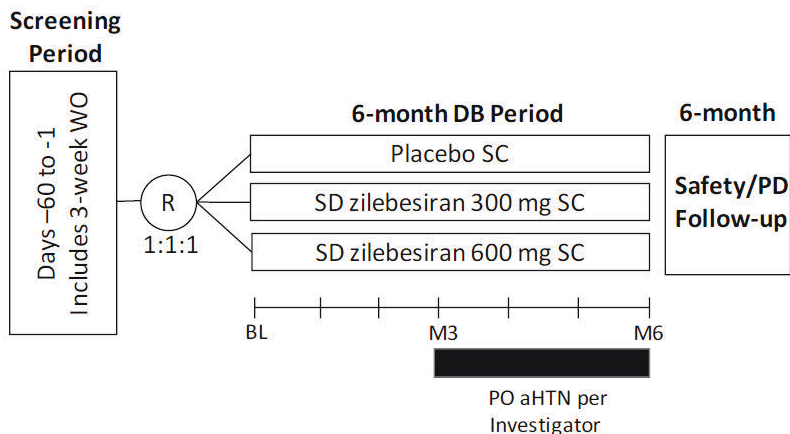 Screening
Period
Days –60 to -1
Includes 3-week WO
R
1:1:1
6-month DB Period
Placebo SC
SD zilebesiran 300 mg SC
SD zilebesiran 600 mg SC
BL
M3
M6
PO aHTN per
Investigator
6-month
Safety/PD
Follow-up